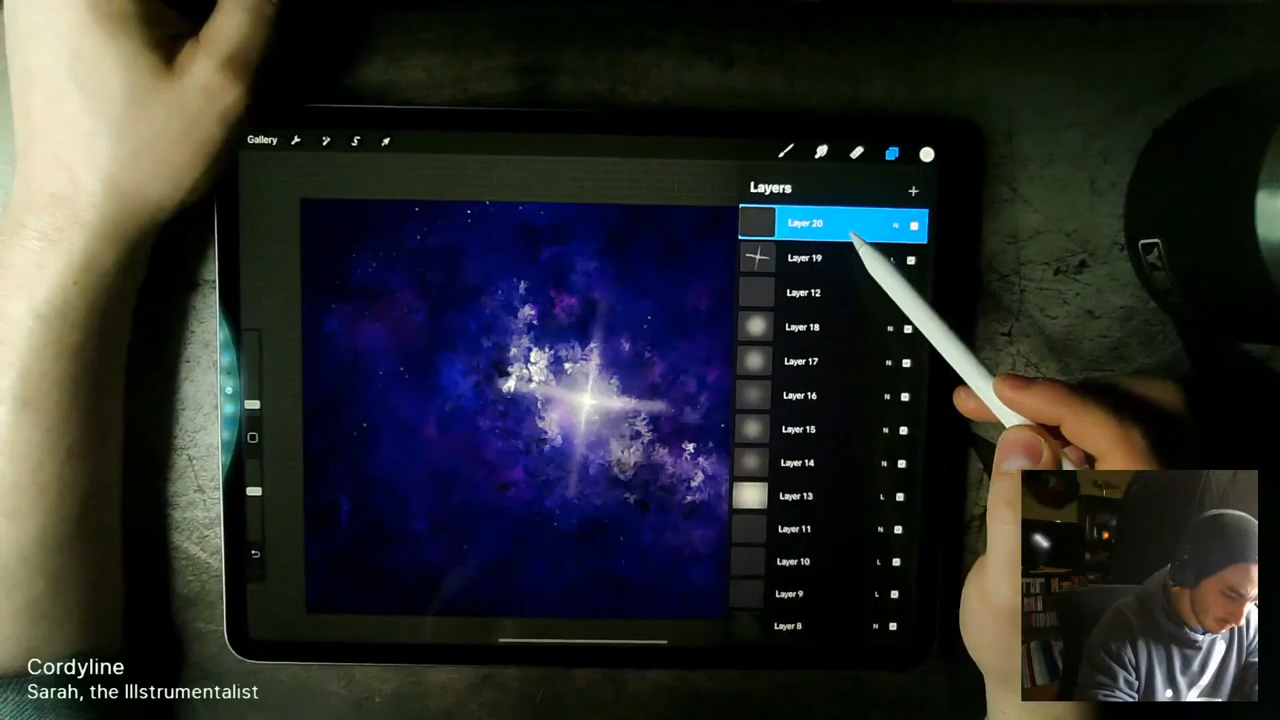 Gallery
Layers
Layer 20 N
Layer 19 L
Layer 12
Layer 18 N
Layer 17 N
Layer 16 N
Layer 15 N
Layer 14 N
Layer 13 L
Layer 11 N
Layer 10 L
Layer 9 L
Layer 8 N
Cordyline
Sarah, the Illstrumentalist